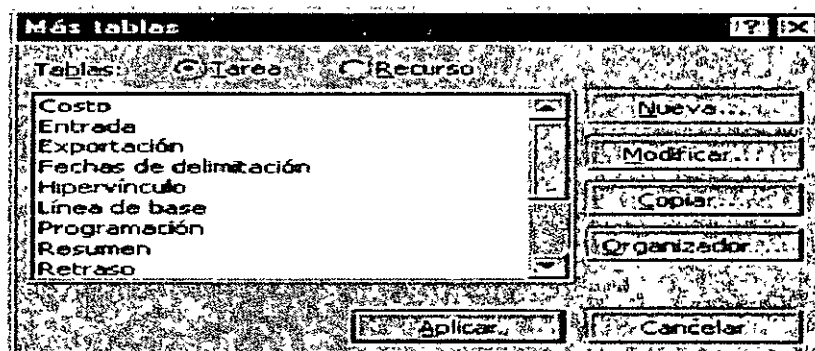 Más tablas
Tablas: Tarea Recurso
Costo
Entrada
Exportación
Fechas de delimitación
Hipervínculo
Línea de base
Programación
Resumen
Retraso
Nueva...
Modificar...
Copiar...
Organizador...
Aplicar
Cancelar